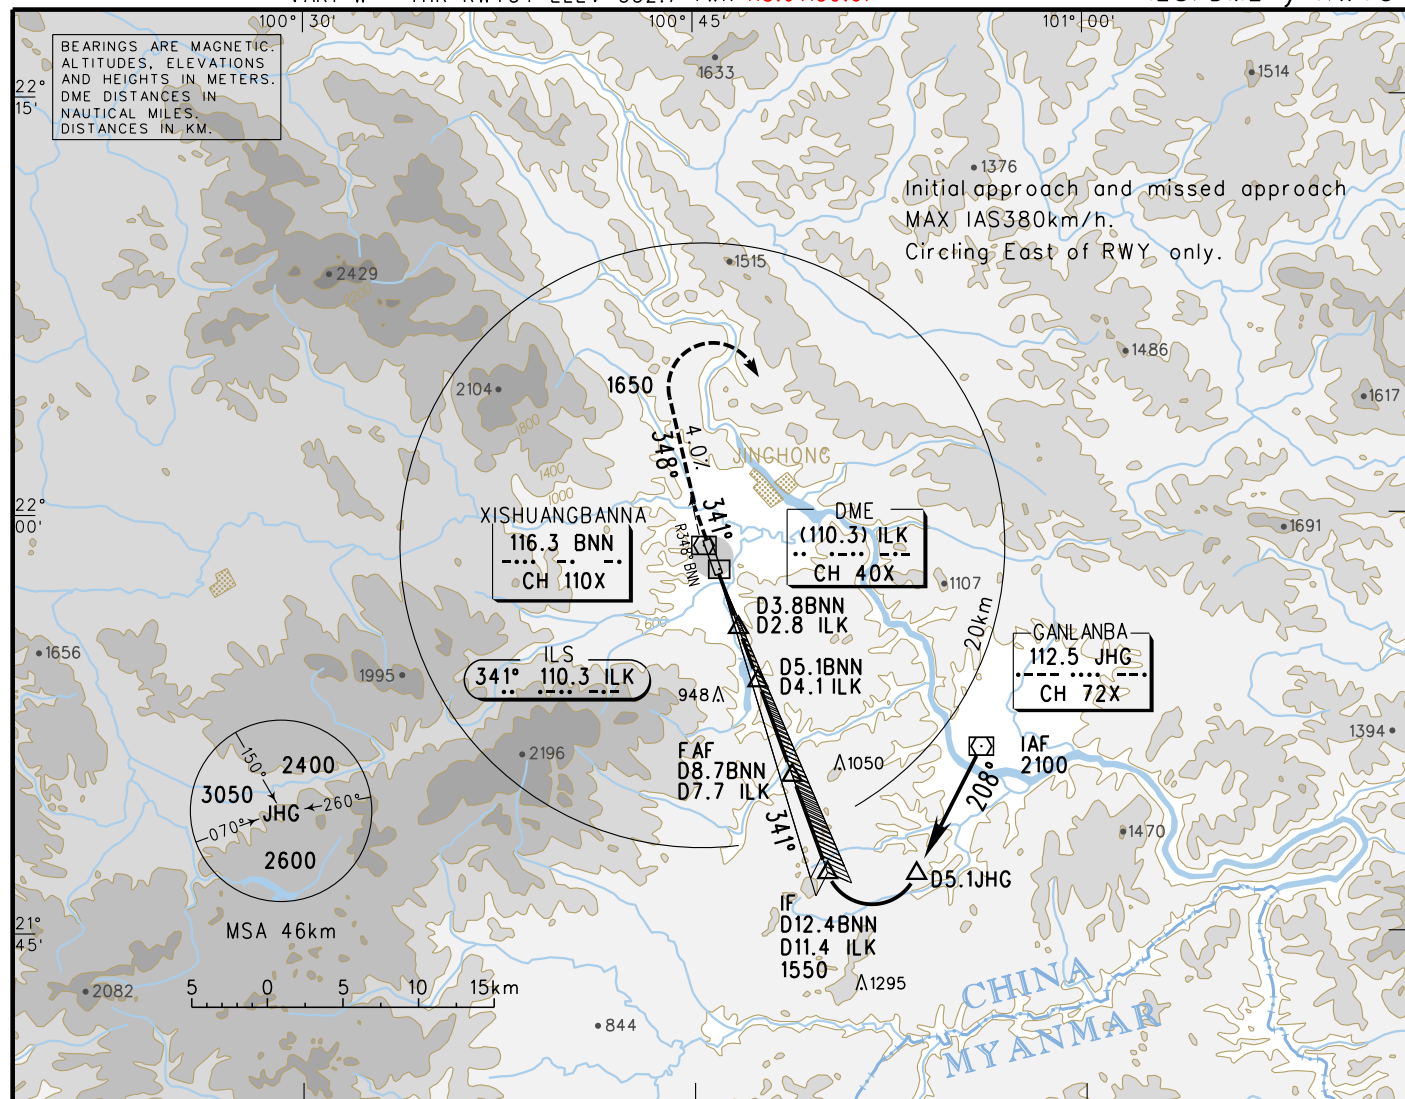 100° 30'
100° 45'
101° 00'
BEARINGS ARE MAGNETIC.
ALTITUDES, ELEVATIONS
AND HEIGHTS IN METERS.
DME DISTANCES IN
NAUTICAL MILES.
DISTANCES IN KM.
22°
15'
1633
1514
1376
Initial approach and missed approach
MAX IAS380km/h.
Circling East of RWY only.
1515
2429
1486
1617
2104
1650
1800
4.0%
348°
JINGHONG
1400
1000
341°
22°
00'
XISHUANGBANNA
116.3 BNN
CH 110X
R348° BNN
DME
(110.3) ILK
CH 40X
1691
1107
D3.8BNN
D2.8 ILK
600
20km
GANLANBA
112.5 JHG
CH 72X
1656
1995
ILS
341° 110.3 ILK
D5.1BNN
D4.1 ILK
948
1394
2196
FAF
D8.7BNN
D7.7 ILK
1050
IAF
2100
208°
150°
2400
3050
JHG
260°
070°
2600
341°
1470
D5.1JHG
IF
D12.4BNN
D11.4 ILK
1550
21°
45'
MSA 46km
5 0 5 10 15km
2082
1295
844
CHINA
MYANMAR